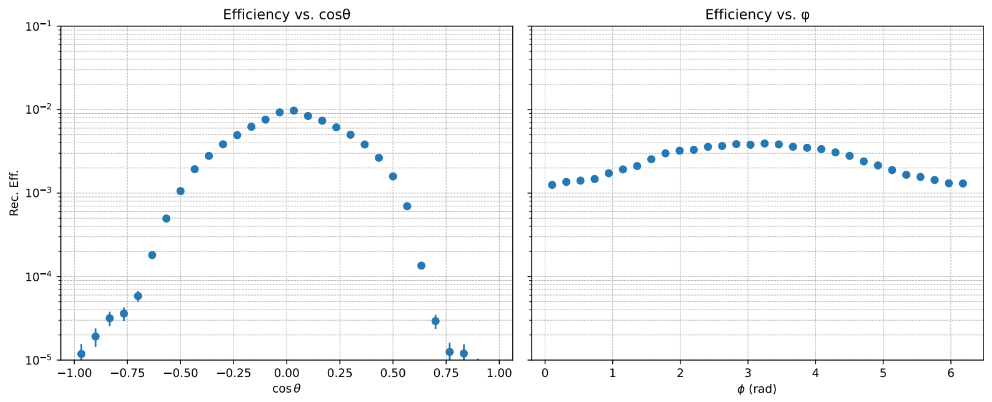 Efficiency vs. cosθ
Efficiency vs. φ
Rec. Eff.
10⁻¹
10⁻²
10⁻³
10⁻⁴
10⁻⁵
−1.00 −0.75 −0.50 −0.25 0.00 0.25 0.50 0.75 1.00
cosθ
0 1 2 3 4 5 6
ϕ (rad)